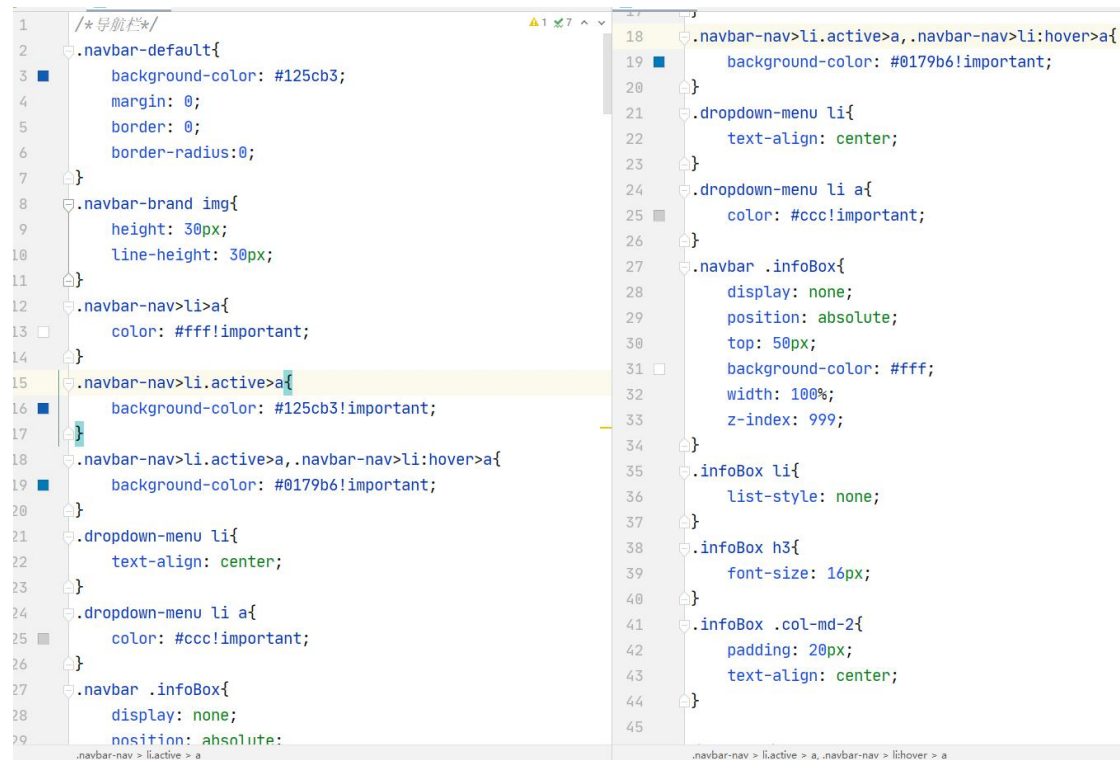 1 /*导航栏*/
1 7
2 .navbar-default{
3 background-color: #125cb3;
4 margin: 0;
5 border: 0;
6 border-radius:0;
7 }
8 .navbar-brand img{
9 height: 30px;
10 line-height: 30px;
11 }
12 .navbar-nav>li>a{
13 color: #fff!important;
14 }
15 .navbar-nav>li.active>a{
16 background-color: #125cb3!important;
17 }
18 .navbar-nav>li.active>a,.navbar-nav>li:hover>a{
19 background-color: #0179b6!important;
20 }
21 .dropdown-menu li{
22 text-align: center;
23 }
24 .dropdown-menu li a{
25 color: #ccc!important;
26 }
27 .navbar .infoBox{
28 display: none;
29 position: absolute;
.navbar-nav > li.active > a
17 }
18 .navbar-nav>li.active>a,.navbar-nav>li:hover>a{
19 background-color: #0179b6!important;
20 }
21 .dropdown-menu li{
22 text-align: center;
23 }
24 .dropdown-menu li a{
25 color: #ccc!important;
26 }
27 .navbar .infoBox{
28 display: none;
29 position: absolute;
30 top: 50px;
31 background-color: #fff;
32 width: 100%;
33 z-index: 999;
34 }
35 .infoBox li{
36 list-style: none;
37 }
38 .infoBox h3{
39 font-size: 16px;
40 }
41 .infoBox .col-md-2{
42 padding: 20px;
43 text-align: center;
44 }
45
.navbar-nav > li.active > a, .navbar-nav > li:hover > a